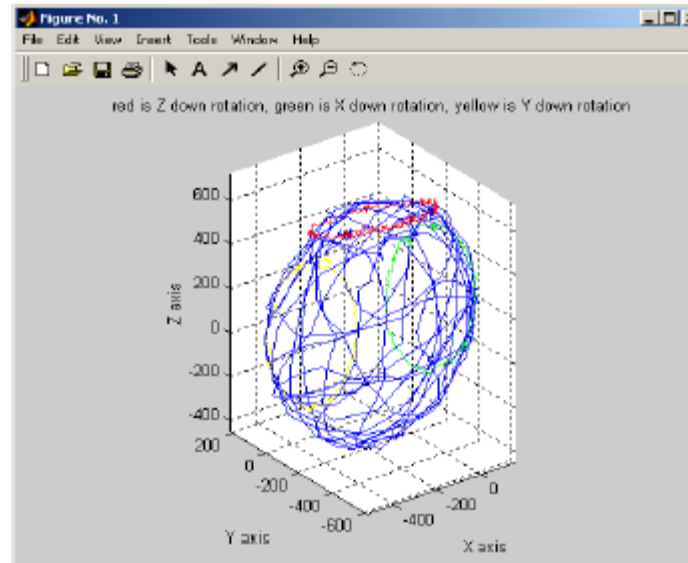 Figure No. 1
File Edit View Insert Tools Window Help
A
red is Z down rotation, green is X down rotation, yellow is Y down rotation
600
400
200
0
-200
-400
Z axis
200
0
-200
-400
-600
Y axis
-400
-200
0
X axis